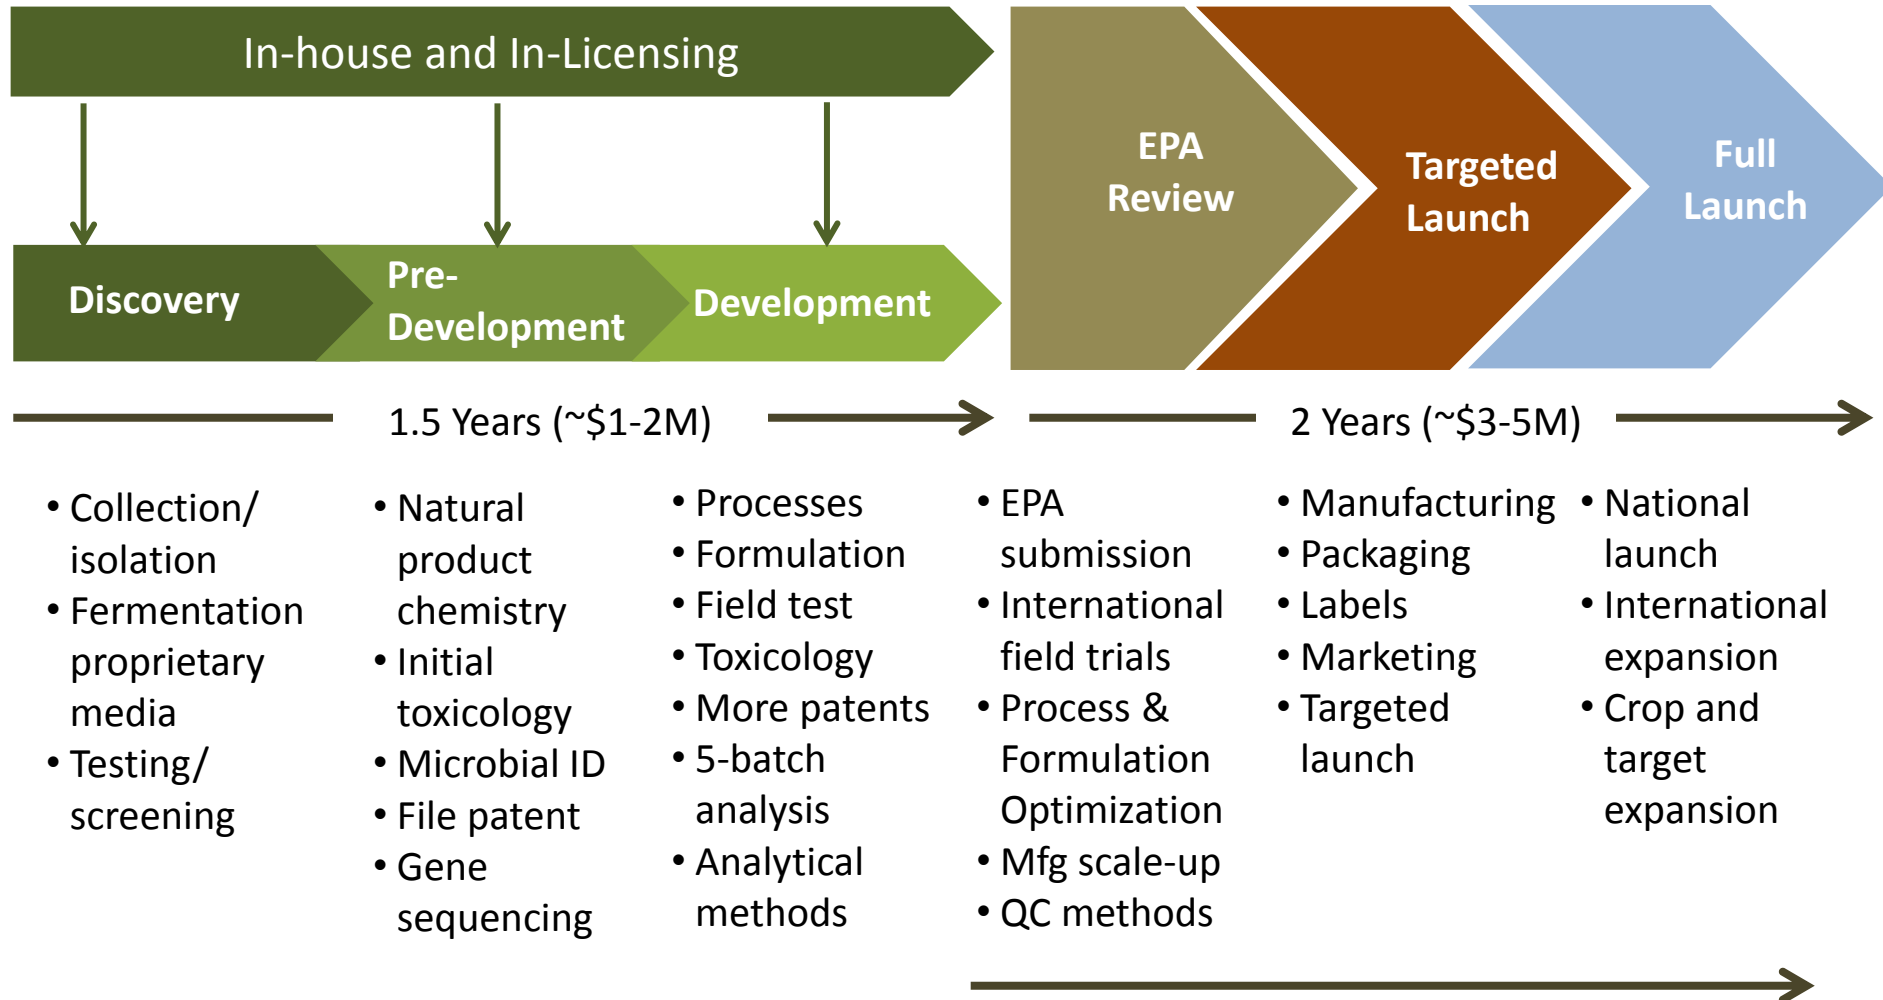 In-house and In-Licensing
EPA
Review
Targeted
Launch
Full
Launch
Discovery
Pre-
Development
Development
1.5 Years (~$1-2M)
2 Years (~$3-5M)
• Collection/
isolation
• Fermentation
proprietary
media
• Testing/
screening
• Natural
product
chemistry
• Initial
toxicology
• Microbial ID
• File patent
• Gene
sequencing
• Processes
• Formulation
• Field test
• Toxicology
• More patents
• 5-batch
analysis
• Analytical
methods
• EPA
submission
• International
field trials
• Process &
Formulation
Optimization
• Mfg scale-up
• QC methods
• Manufacturing
• Packaging
• Labels
• Marketing
• Targeted
launch
• National
launch
• International
expansion
• Crop and
target
expansion